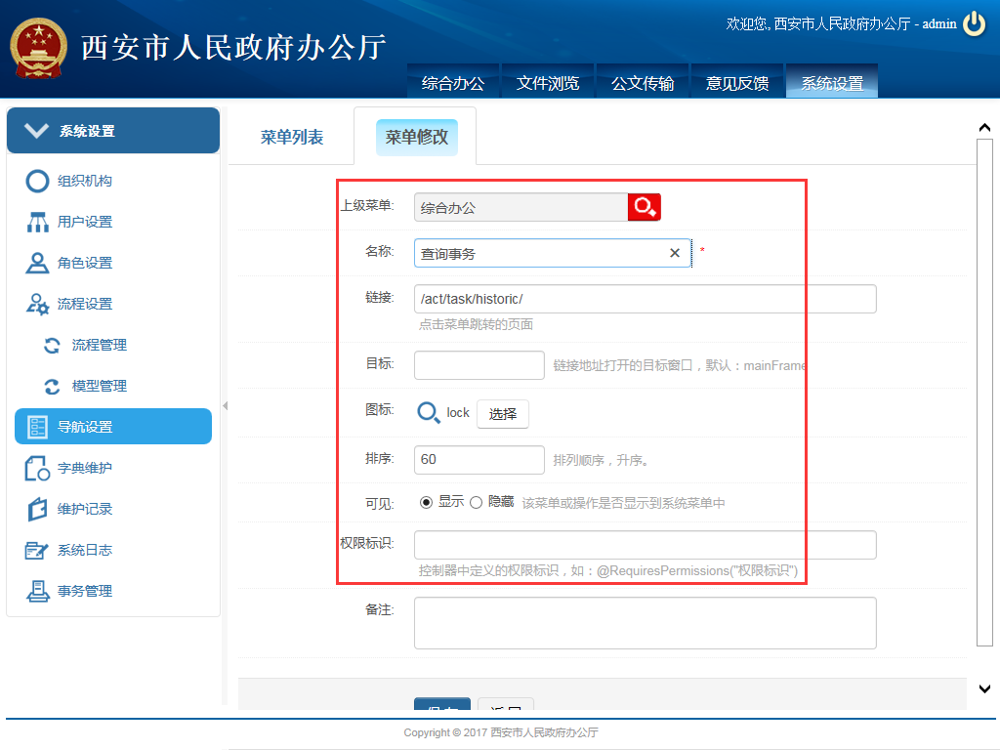 欢迎您, 西安市人民政府办公厅 - admin
西安市人民政府办公厅
综合办公 文件浏览 公文传输 意见反馈 系统设置
系统设置
组织机构
用户设置
角色设置
流程设置
流程管理
模型管理
导航设置
字典维护
维护记录
系统日志
事务管理
菜单列表 菜单修改
上级菜单: 综合办公
名称: 查询事务 ✕ *
链接: /act/task/historic/
点击菜单跳转的页面
目标: 链接地址打开的目标窗口，默认：mainFrame
图标: lock 选择
排序: 60 排列顺序，升序。
可见: 显示 隐藏 该菜单或操作是否显示到系统菜单中
权限标识:
控制器中定义的权限标识，如：@RequiresPermissions("权限标识")
备注:
保存 返回
Copyright © 2017 西安市人民政府办公厅